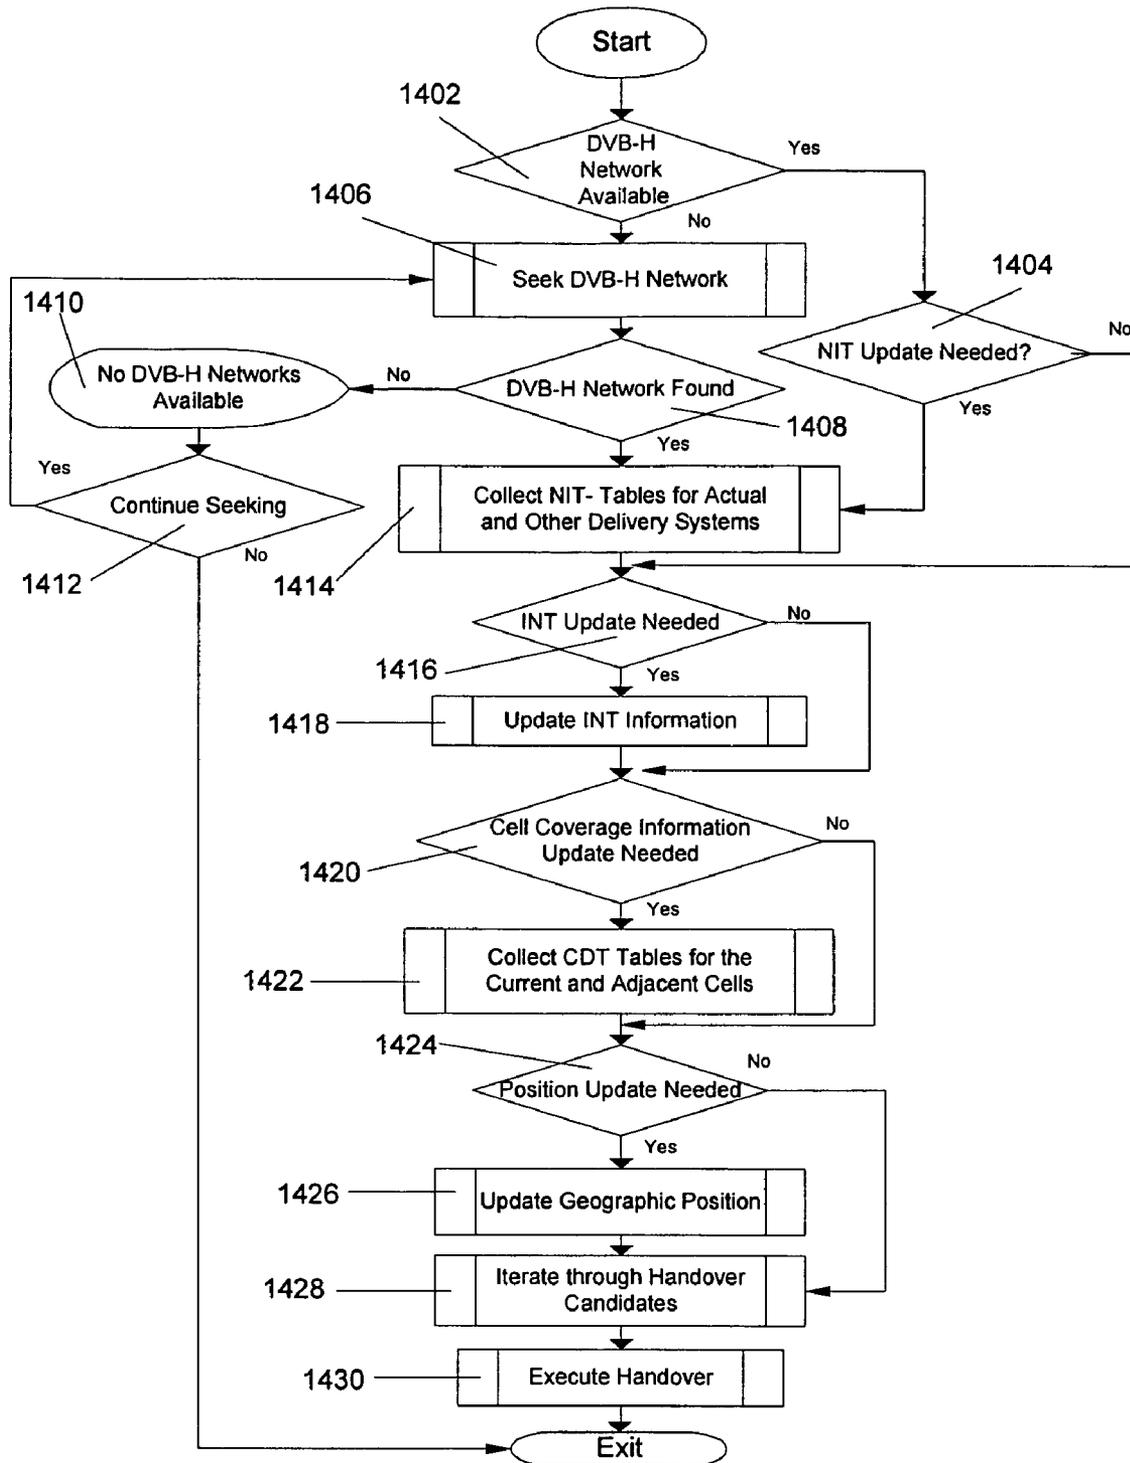 Start
1402
DVB-H
Network
Available
Yes
No
1406
Seek DVB-H Network
1404
NIT Update Needed?
No
Yes
1410
No DVB-H Networks
Available
No
DVB-H Network Found
1408
Yes
Yes
Continue Seeking
No
1412
Collect NIT- Tables for Actual
and Other Delivery Systems
1414
INT Update Needed
No
1416
Yes
1418
Update INT Information
Cell Coverage Information
Update Needed
No
1420
Yes
Collect CDT Tables for the
Current and Adjacent Cells
1422
1424
No
Position Update Needed
Yes
1426
Update Geographic Position
1428
Iterate through Handover
Candidates
1430
Execute Handover
Exit